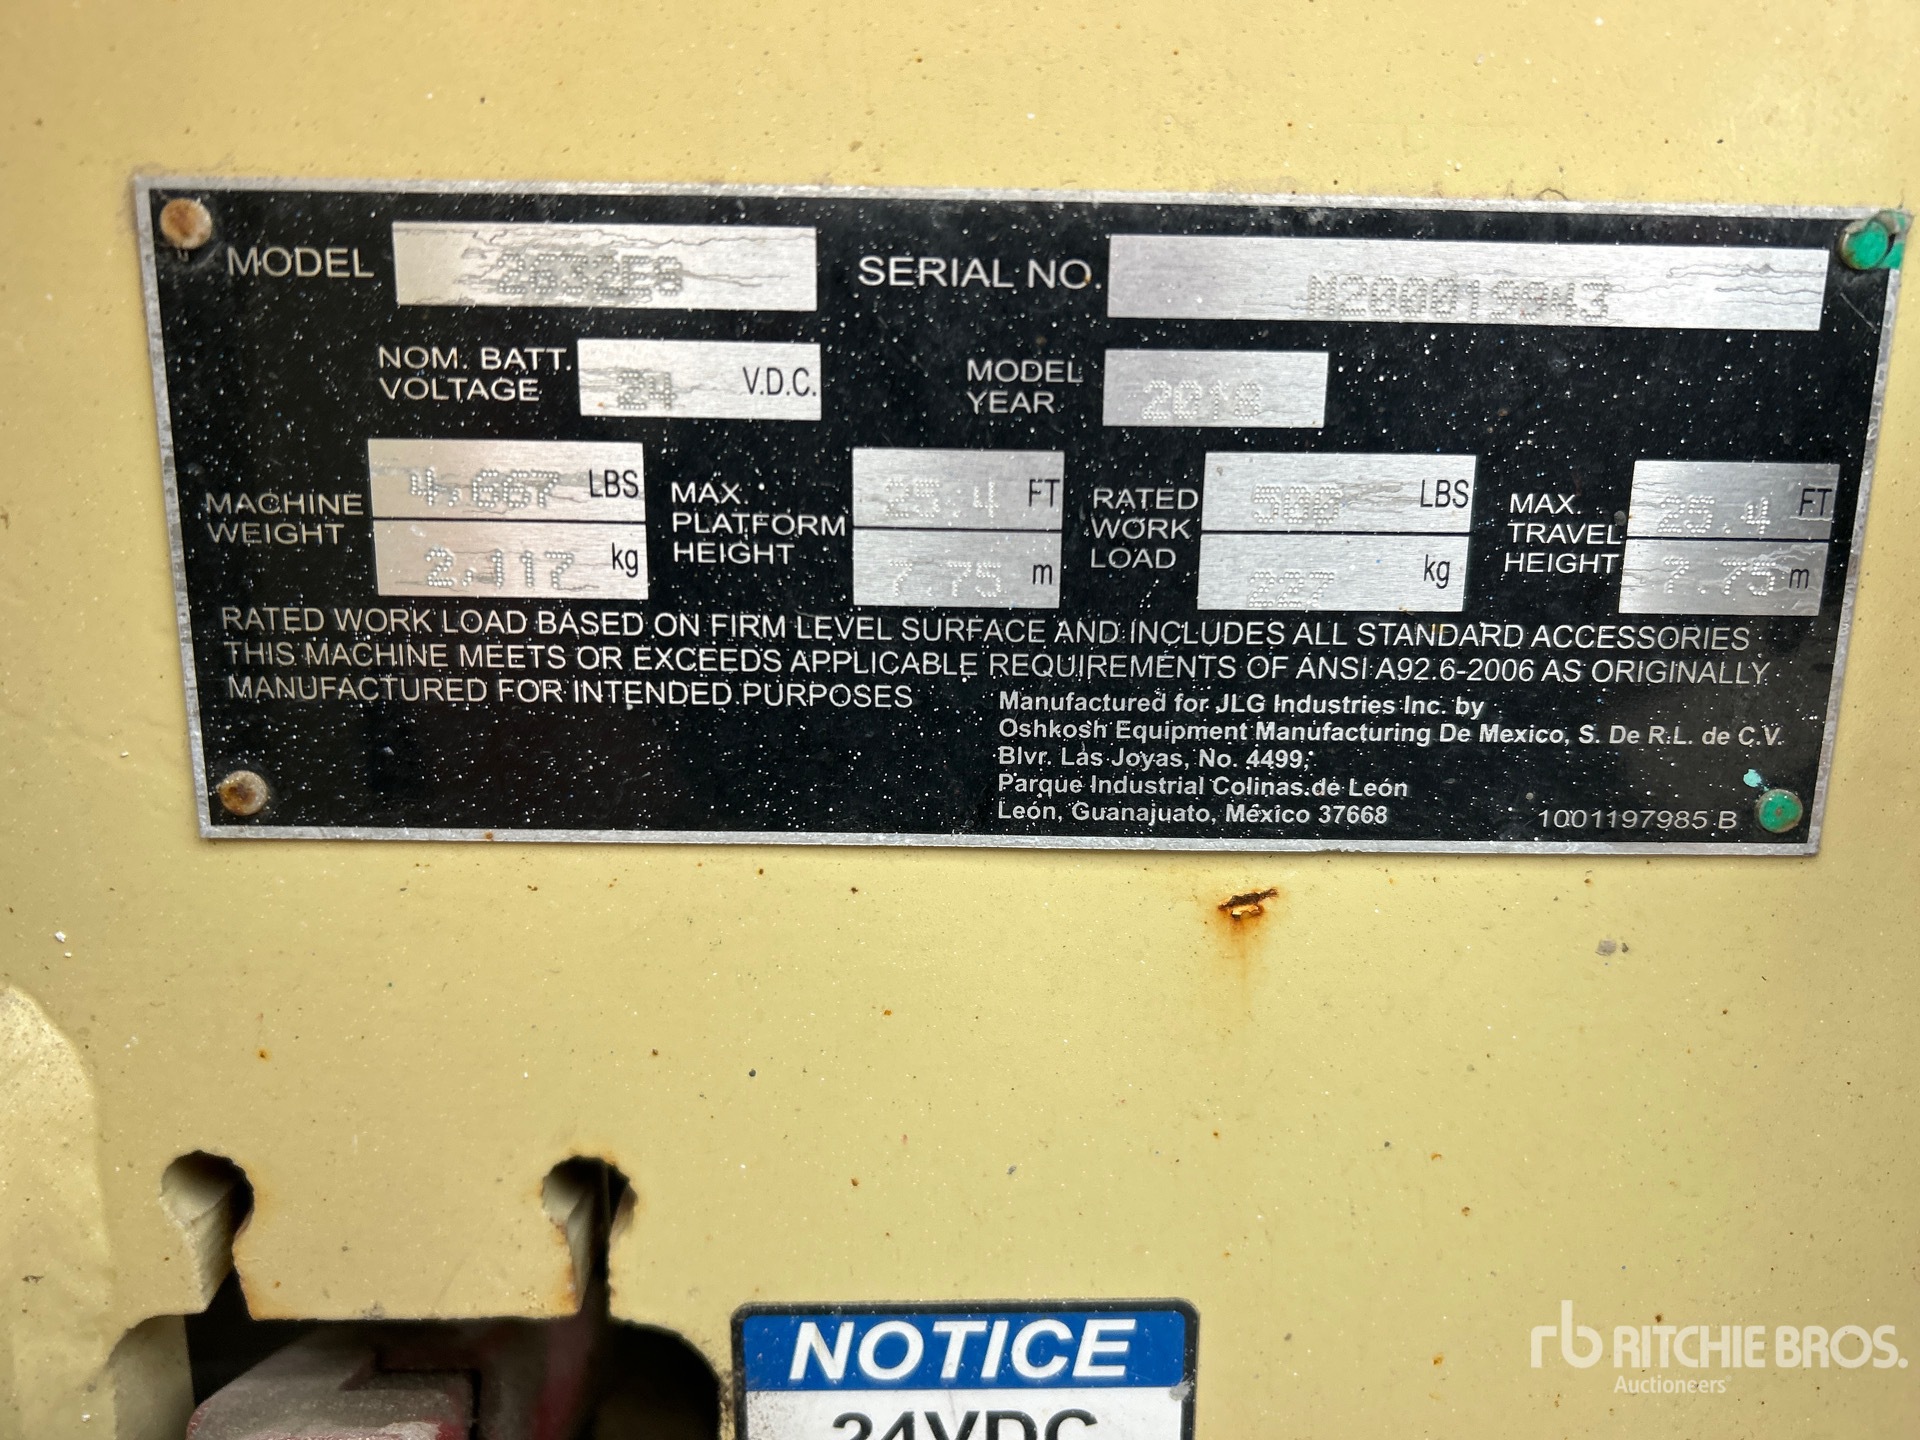 MODEL 2632ES SERIAL NO. M200019943
NOM. BATT. VOLTAGE 24 V.D.C. MODEL YEAR 2018
MACHINE WEIGHT 4,667 LBS 2,117 kg
MAX. PLATFORM HEIGHT 25.4 FT 7.75 m
RATED WORK LOAD 500 LBS 227 kg
MAX. TRAVEL HEIGHT 25.4 FT 7.75 m
RATED WORK LOAD BASED ON FIRM LEVEL SURFACE AND INCLUDES ALL STANDARD ACCESSORIES
THIS MACHINE MEETS OR EXCEEDS APPLICABLE REQUIREMENTS OF ANSI A92.6-2006 AS ORIGINALLY
MANUFACTURED FOR INTENDED PURPOSES
Manufactured for JLG Industries Inc. by
Oshkosh Equipment Manufacturing De Mexico, S. De R.L. de C.V.
Blvr. Las Joyas, No. 4499,
Parque Industrial Colinas de León
León, Guanajuato, México 37668
1001197985 B
NOTICE
24VDC
rb RITCHIE BROS.
Auctioneers